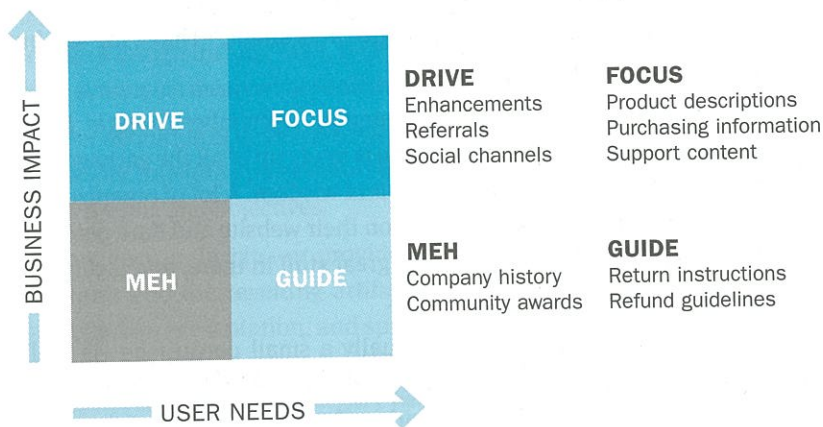 BUSINESS IMPACT
DRIVE
FOCUS
MEH
GUIDE
USER NEEDS
DRIVE
Enhancements
Referrals
Social channels
FOCUS
Product descriptions
Purchasing information
Support content
MEH
Company history
Community awards
GUIDE
Return instructions
Refund guidelines